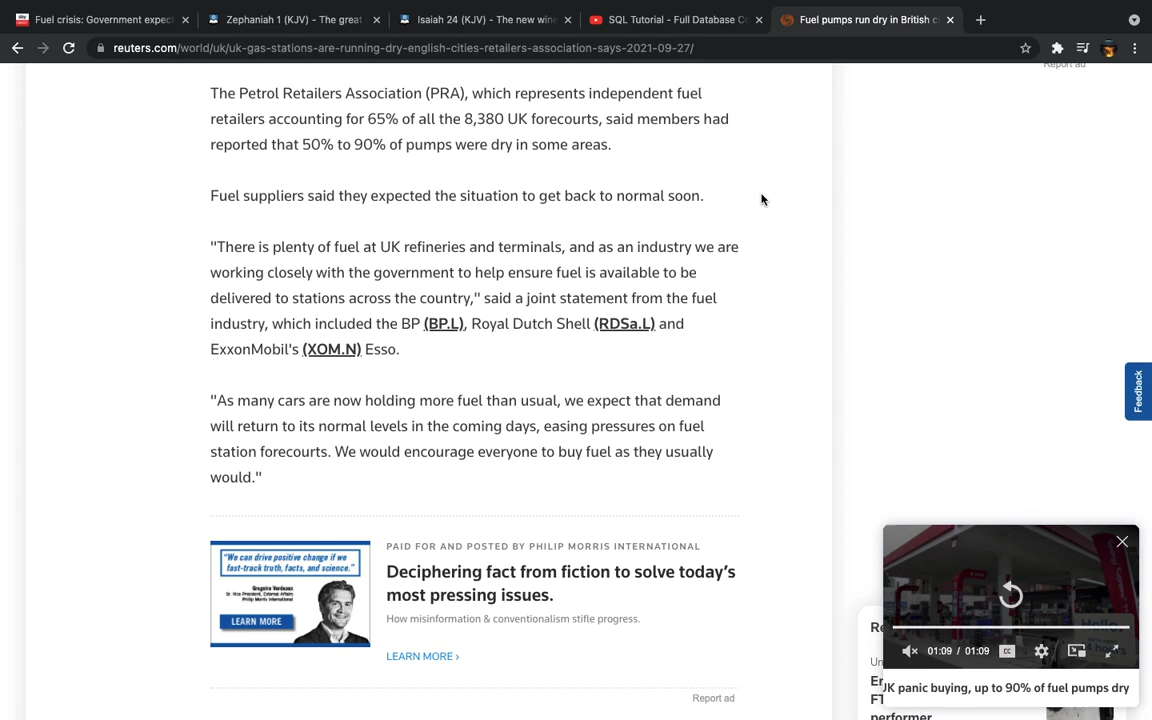 Fuel crisis: Government expect
Zephaniah 1 (KJV) - The great
Isaiah 24 (KJV) - The new wine
SQL Tutorial - Full Database Co
Fuel pumps run dry in British c
reuters.com/world/uk/uk-gas-stations-are-running-dry-english-cities-retailers-association-says-2021-09-27/
Report ad
The Petrol Retailers Association (PRA), which represents independent fuel
retailers accounting for 65% of all the 8,380 UK forecourts, said members had
reported that 50% to 90% of pumps were dry in some areas.
Fuel suppliers said they expected the situation to get back to normal soon.
"There is plenty of fuel at UK refineries and terminals, and as an industry we are
working closely with the government to help ensure fuel is available to be
delivered to stations across the country," said a joint statement from the fuel
industry, which included the BP (BP.L), Royal Dutch Shell (RDSa.L) and
ExxonMobil's (XOM.N) Esso.
"As many cars are now holding more fuel than usual, we expect that demand
will return to its normal levels in the coming days, easing pressures on fuel
station forecourts. We would encourage everyone to buy fuel as they usually
would."
"We can drive positive change if we
fast-track truth, facts, and science."
Sr. Vice President, External Affairs
Philip Morris International
LEARN MORE
PAID FOR AND POSTED BY PHILIP MORRIS INTERNATIONAL
Deciphering fact from fiction to solve today's
most pressing issues.
How misinformation & conventionalism stifle progress.
LEARN MORE ›
Report ad
Feedback
01:09 / 01:09
CC
UK panic buying, up to 90% of fuel pumps dry
Re
Un
Er
FT
performer